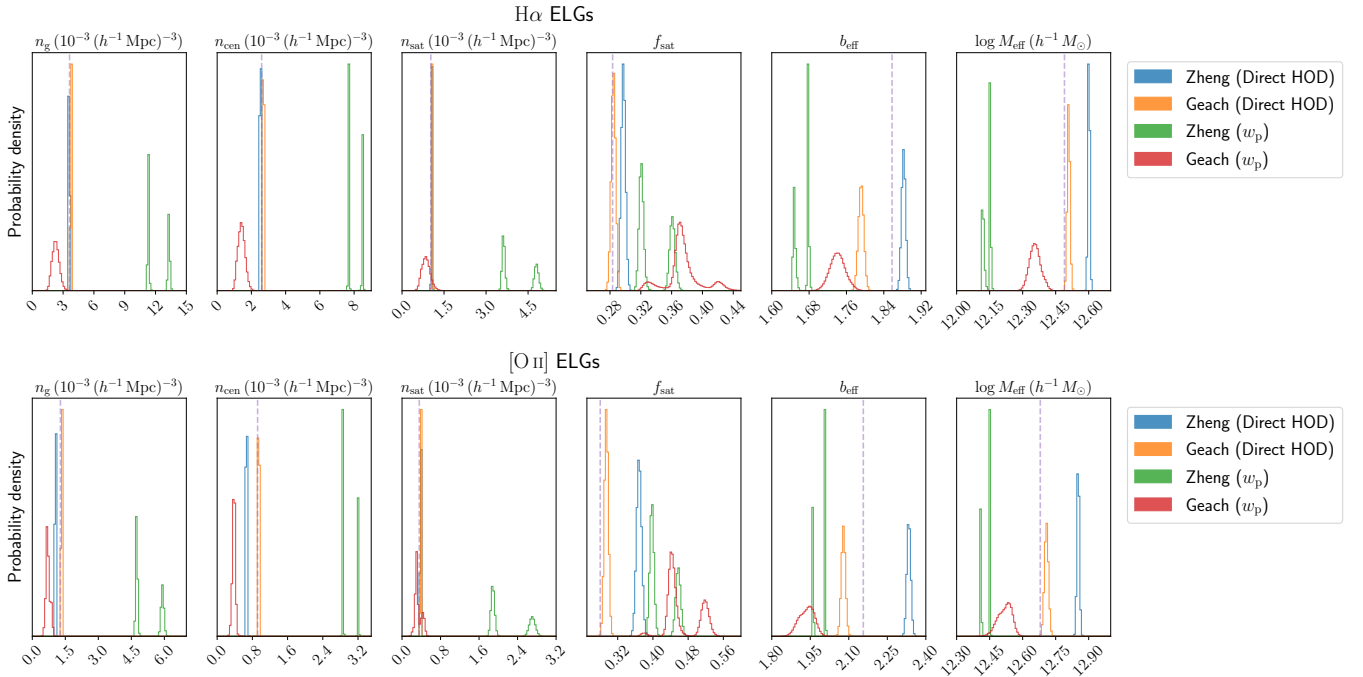 Hα ELGs
n_g (10^{-3} (h^{-1} Mpc)^{-3}) n_cen (10^{-3} (h^{-1} Mpc)^{-3}) n_sat (10^{-3} (h^{-1} Mpc)^{-3}) f_sat b_eff log M_eff (h^{-1} M_⊙)
Probability density
Zheng (Direct HOD)
Geach (Direct HOD)
Zheng (w_p)
Geach (w_p)
0 3 6 9 12 15 0 2 4 6 8 0.0 1.5 3.0 4.5 0.28 0.32 0.36 0.40 0.44 1.60 1.68 1.76 1.84 1.92 12.00 12.15 12.30 12.45 12.60
[O II] ELGs
n_g (10^{-3} (h^{-1} Mpc)^{-3}) n_cen (10^{-3} (h^{-1} Mpc)^{-3}) n_sat (10^{-3} (h^{-1} Mpc)^{-3}) f_sat b_eff log M_eff (h^{-1} M_⊙)
Probability density
Zheng (Direct HOD)
Geach (Direct HOD)
Zheng (w_p)
Geach (w_p)
0.0 1.5 3.0 4.5 6.0 0.0 0.8 1.6 2.4 3.2 0.0 0.8 1.6 2.4 3.2 0.32 0.40 0.48 0.56 1.80 1.95 2.10 2.25 2.40 12.30 12.45 12.60 12.75 12.90